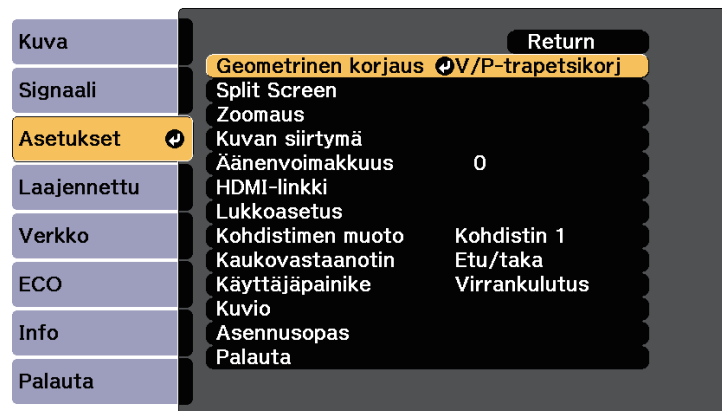 Kuva
Signaali
Asetukset
Laajennettu
Verkko
ECO
Info
Palauta
Return
Geometrinen korjaus V/P-trapetsikorj
Split Screen
Zoomaus
Kuvan siirtymä
Äänenvoimakkuus 0
HDMI-linkki
Lukkoasetus
Kohdistimen muoto Kohdistin 1
Kaukovastaanotin Etu/taka
Käyttäjäpainike Virrankulutus
Kuvio
Asennusopas
Palauta